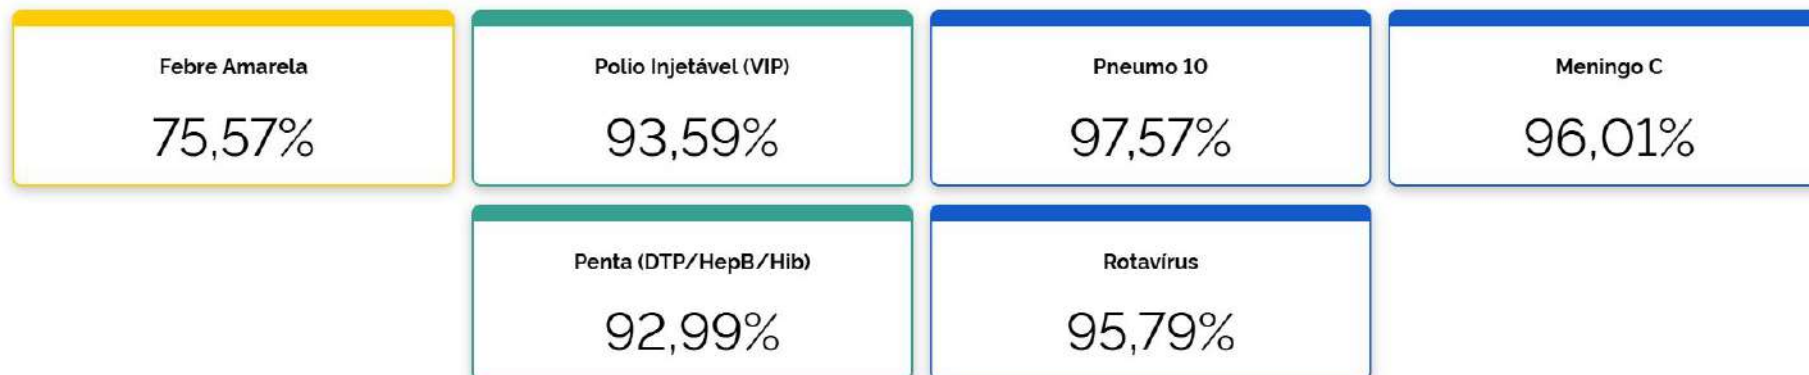 Febre Amarela
75,57%
Polio Injetável (VIP)
93,59%
Pneumo 10
97,57%
Meningo C
96,01%
Penta (DTP/HepB/Hib)
92,99%
Rotavírus
95,79%